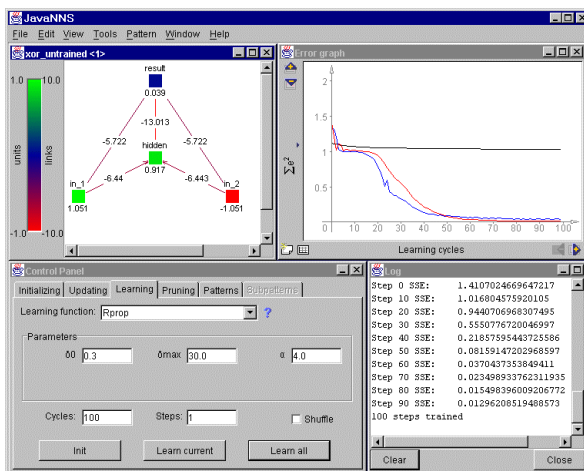 JavaNNS
File Edit View Tools Pattern Window Help
xor_untrained <1>
1.0 10.0
units
links
-1.0 -10.0
result
0.039
-13.013
-5.722 -5.722
hidden
0.917
-6.44 -6.443
in_1 in_2
1.051 -1.051
Error graph
∑e²
2
1.5
1
0.5
0 10 20 30 40 50 60 70 80 90 100
Learning cycles
Control Panel
Initializing Updating Learning Pruning Patterns Subpatterns
Learning function: Rprop ?
Parameters
δ0 0.3 δmax 30.0 α 4.0
Cycles: 100 Steps: 1 Shuffle
Init Learn current Learn all
Log
Step 0 SSE: 1.4107024669647217
Step 10 SSE: 1.016804575920105
Step 20 SSE: 0.9440706968307495
Step 30 SSE: 0.5550776720046997
Step 40 SSE: 0.21857595443725586
Step 50 SSE: 0.08159147202968597
Step 60 SSE: 0.0370437353849411
Step 70 SSE: 0.023498933762311935
Step 80 SSE: 0.015498396009206772
Step 90 SSE: 0.01296208519488573
100 steps trained
Clear Close